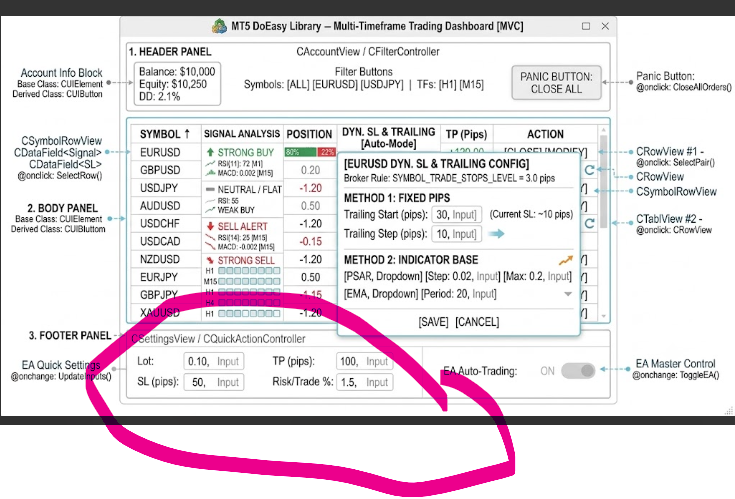 MT5 DoEasy Library – Multi-Timeframe Trading Dashboard [MVC]
1. HEADER PANEL
CAccountView / CFilterController
Account Info Block
Base Class: CUIElement
Derived Class: CUIButton
Balance: $10,000
Equity: $10,250
DD: 2.1%
Filter Buttons
Symbols: [ALL] [EURUSD] [USDJPY] | TFs: [H1] [M15]
PANIC BUTTON:
CLOSE ALL
Panic Button:
@onclick: CloseAllOrders()
CSymbolRowView
CDataField<Signal>
CDataField<SL>
@onclick: SelectRow()
2. BODY PANEL
Base Class: CUIElement
Derived Class: CUIButton
SYMBOL ↑
SIGNAL ANALYSIS
POSITION
DYN. SL & TRAILING
[Auto-Mode]
TP (Pips)
ACTION
EURUSD
STRONG BUY
RSI(11): 72 [M1]
MACD: 0.002 [M15]
80%
22%
+120.00
[CLOSE] [MODIFY]
GBPUSD
0.20
USDJPY
NEUTRAL / FLAT
-1.20
AUDUSD
RSI: 55
WEAK BUY
0.50
USDCHF
SELL ALERT
-1.20
USDCAD
RSI[14]: 25 [M15]
MACD: -0.002 [M15]
-0.15
NZDUSD
STRONG SELL
-1.20
EURJPY
H1
M15
0.50
GBPJPY
H1
-1.15
XAUUSD
H1
-1.20
[EURUSD DYN. SL & TRAILING CONFIG]
Broker Rule: SYMBOL_TRADE_STOPS_LEVEL = 3.0 pips
METHOD 1: FIXED PIPS
Trailing Start (pips): 30, Input] (Current SL: ~10 pips)
Trailing Step (pips): 10, Input]
METHOD 2: INDICATOR BASE
[PSAR, Dropdown] [Step: 0.02, Input] [Max: 0.2, Input]
[EMA, Dropdown] [Period: 20, Input]
[SAVE] [CANCEL]
CRowView #1 -
@onclick: SelectPair()
CRowView
CSymbolRowView
CTablView #2 -
@onclick: CRowView
3. FOOTER PANEL
CSettingsView / CQuickActionController
EA Quick Settings
@onchange: UpdateInputs()
Lot: 0.10, Input
TP (pips): 100, Input
SL (pips): 50, Input
Risk/Trade %: 1.5, Input
EA Auto-Trading: ON
EA Master Control
@onchange: ToggleEA()